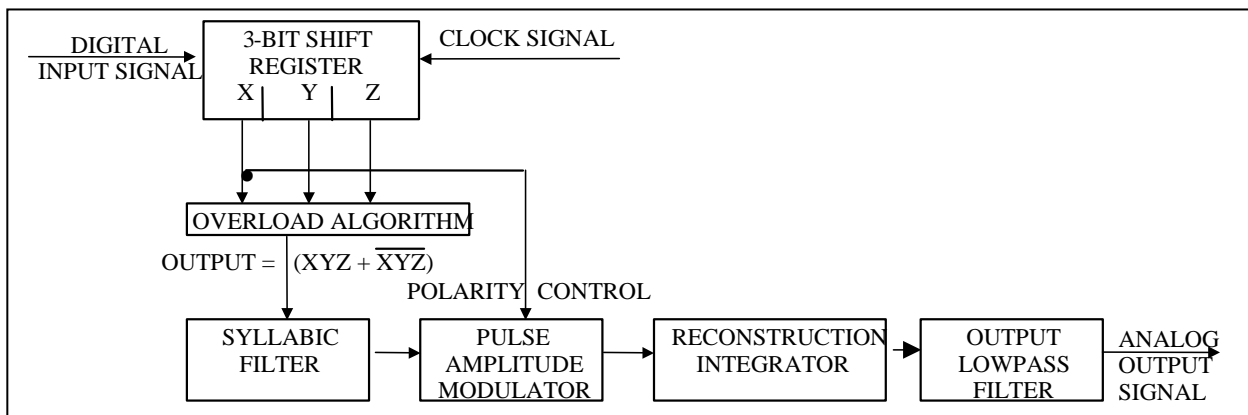 DIGITAL
INPUT SIGNAL
3-BIT SHIFT
REGISTER
X Y Z
CLOCK SIGNAL
OVERLOAD ALGORITHM
OUTPUT = (XYZ + X̅Y̅Z̅)
POLARITY CONTROL
SYLLABIC
FILTER
PULSE
AMPLITUDE
MODULATOR
RECONSTRUCTION
INTEGRATOR
OUTPUT
LOWPASS
FILTER
ANALOG
OUTPUT
SIGNAL